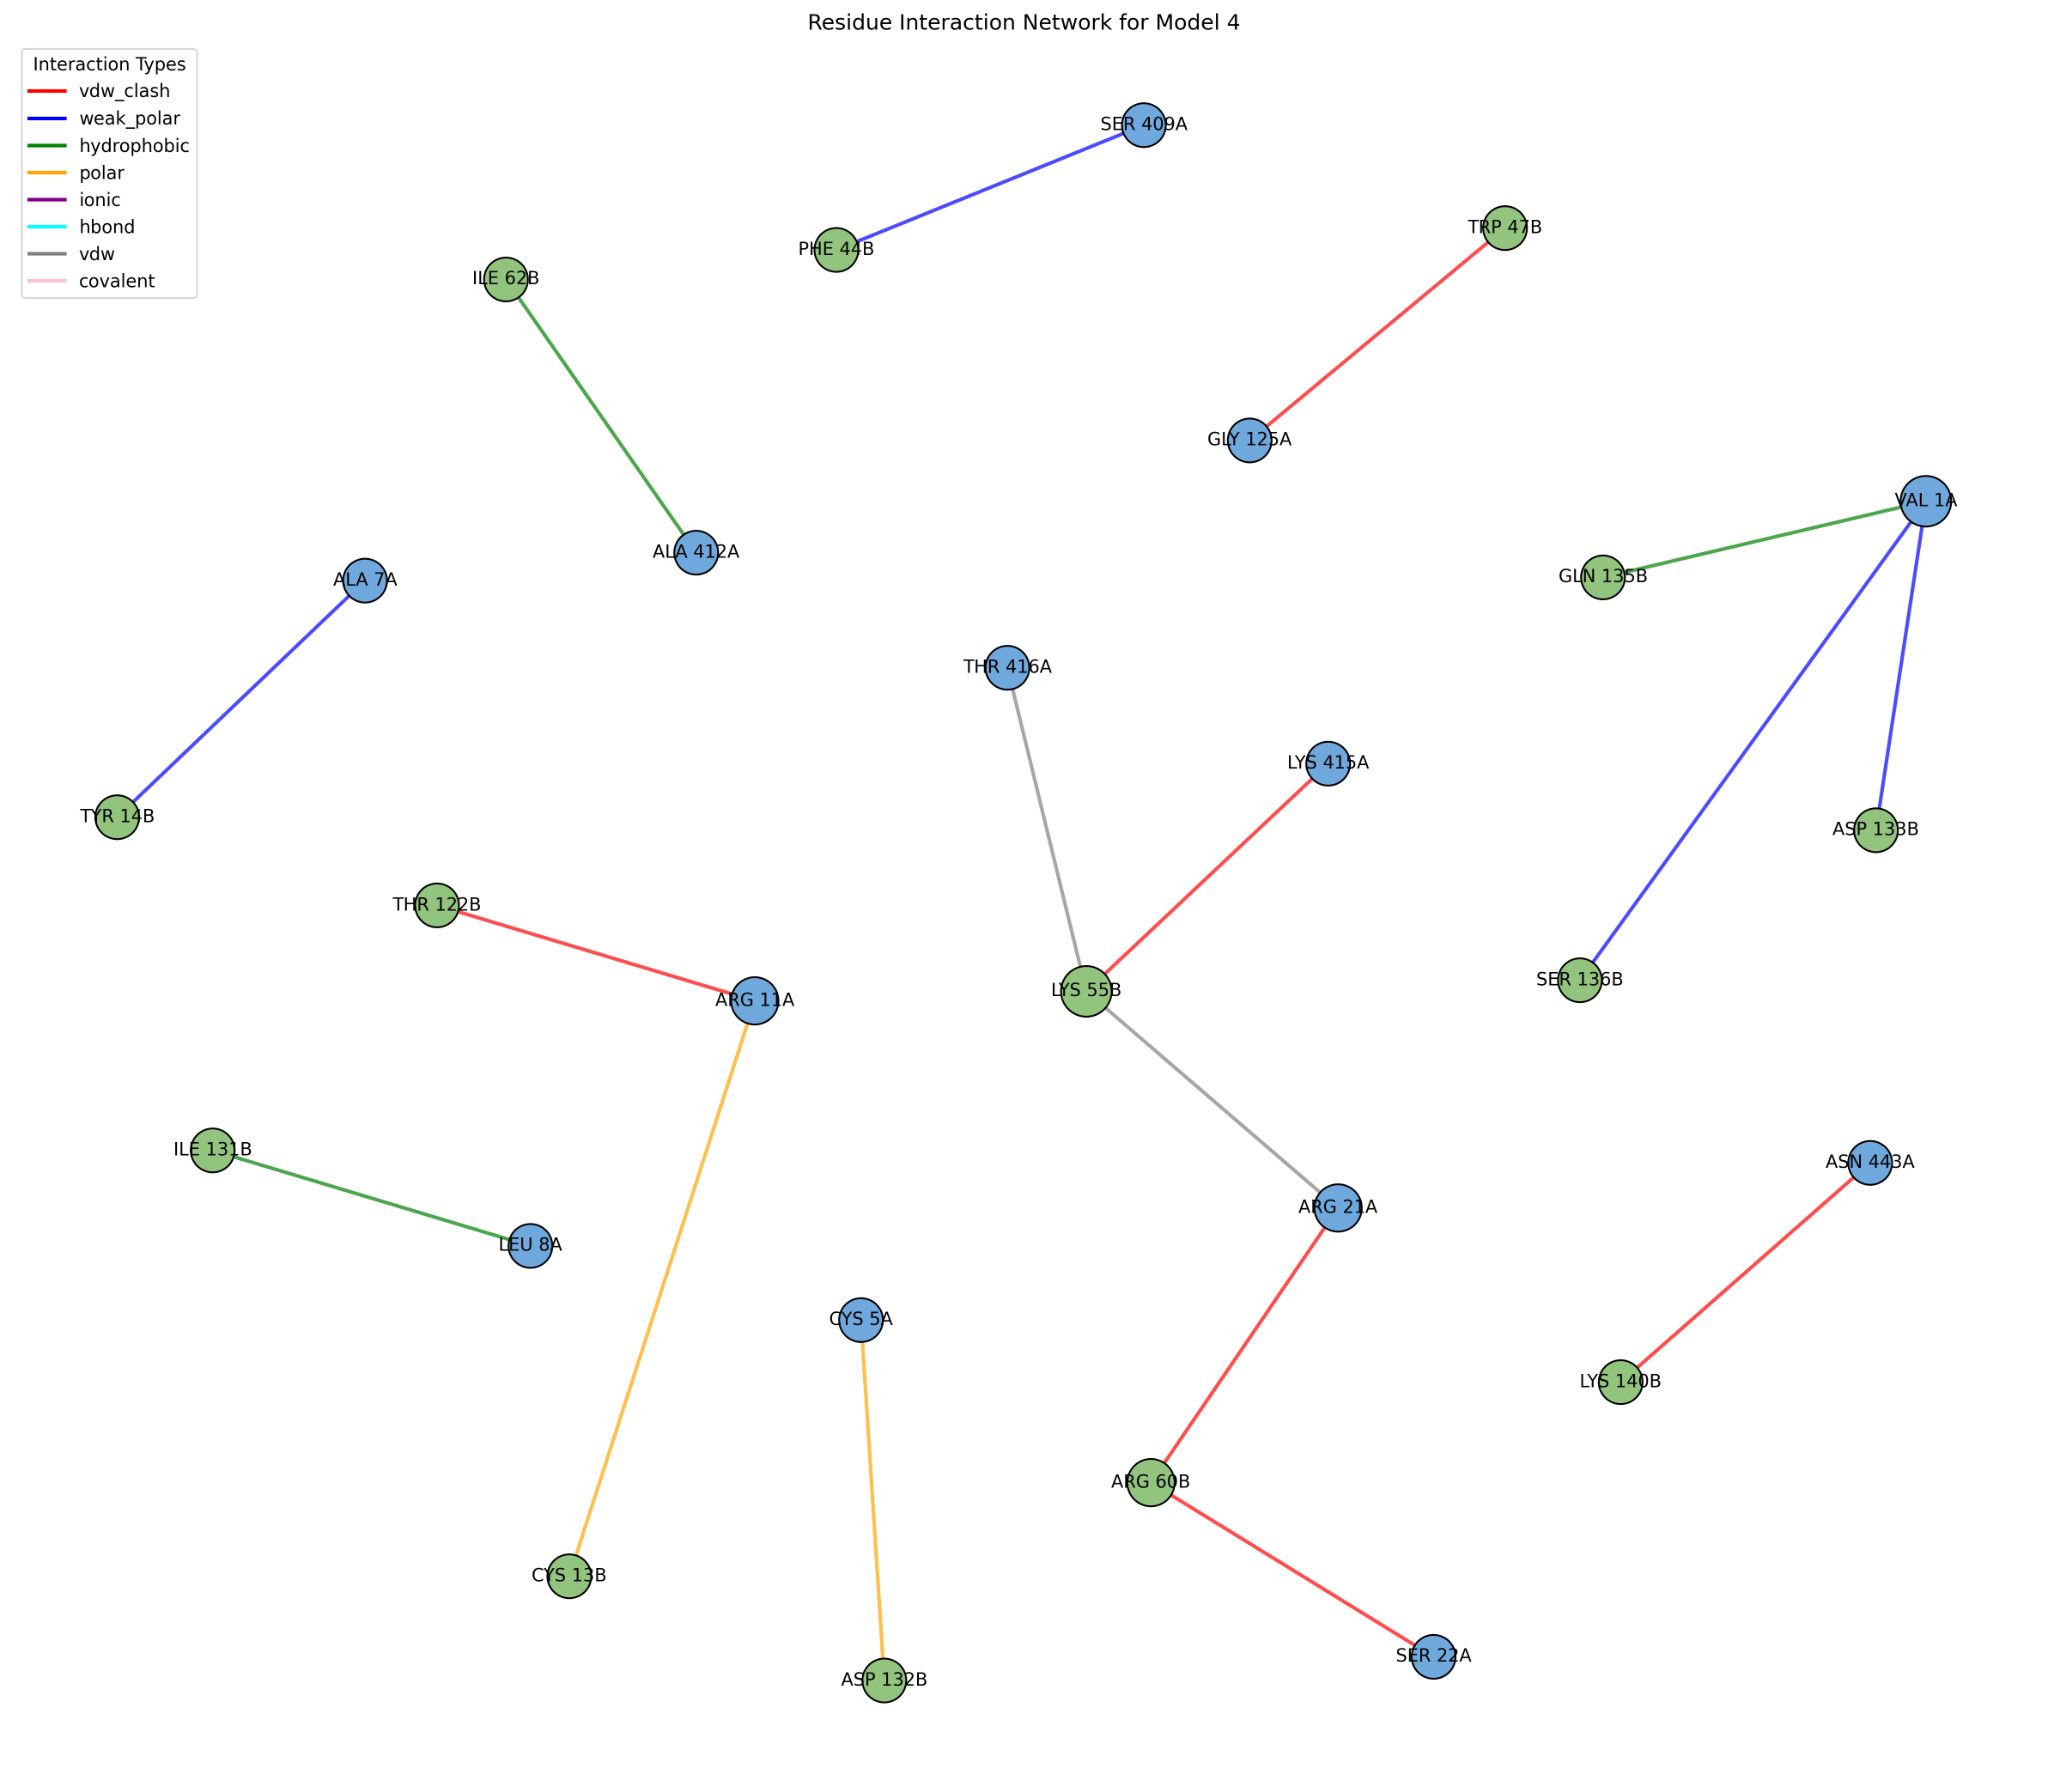 Residue Interaction Network for Model 4
Interaction Types
vdw_clash
weak_polar
hydrophobic
polar
ionic
hbond
vdw
covalent
SER 409A
TRP 47B
PHE 44B
ILE 62B
GLY 125A
VAL 1A
ALA 412A
GLN 135B
ALA 7A
THR 416A
LYS 415A
TYR 14B
ASP 133B
THR 122B
SER 136B
LYS 55B
ARG 11A
ILE 131B
ASN 443A
ARG 21A
LEU 8A
CYS 5A
LYS 140B
ARG 60B
CYS 13B
SER 22A
ASP 132B